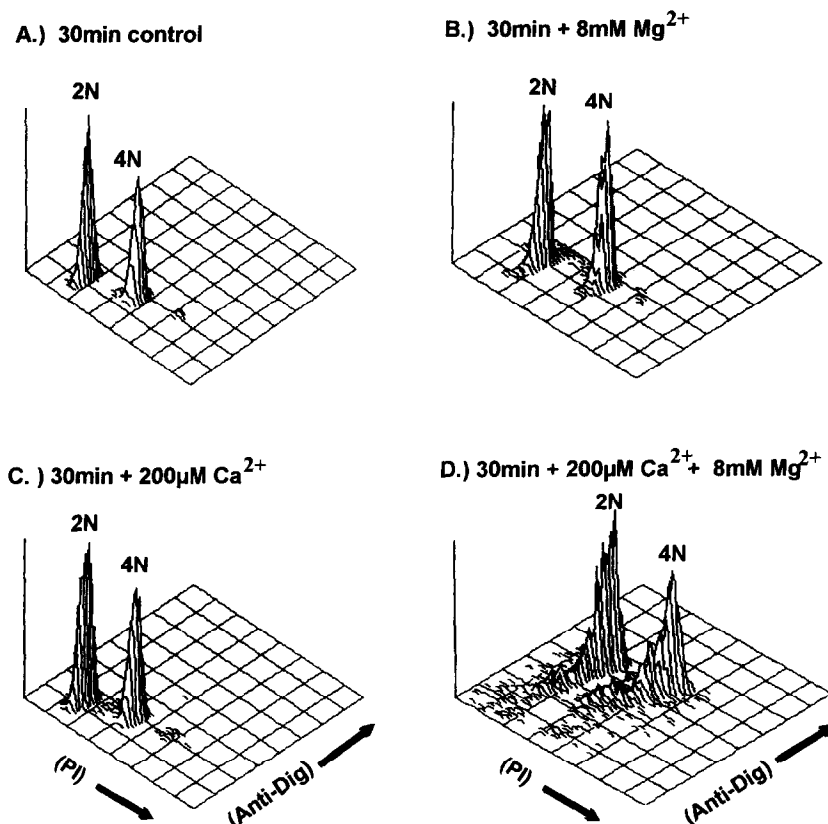 A.) 30min control
2N
4N
B.) 30min + 8mM Mg2+
2N
4N
C. ) 30min + 200µM Ca2+
2N
4N
(PI)
(Anti-Dig)
D.) 30min + 200µM Ca2+ + 8mM Mg2+
2N
4N
(PI)
(Anti-Dig)